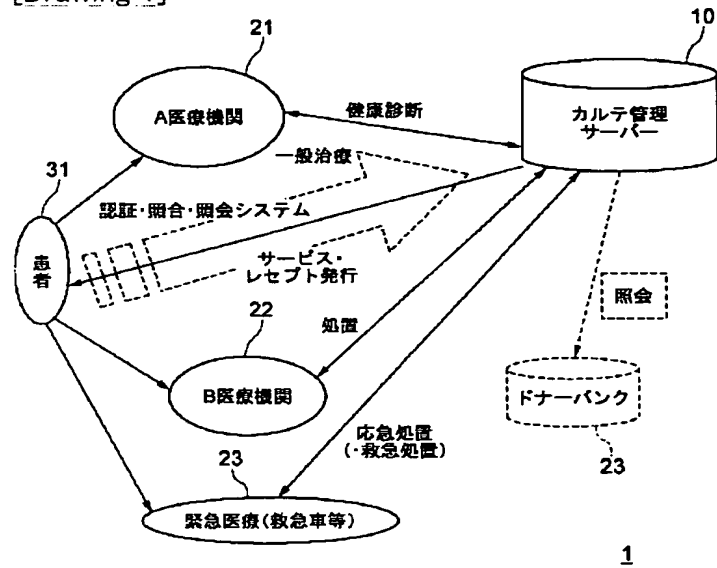 21
10
A医療機関
健康診断
カルテ管理
サーバー
一般治療
31
認証・照合・照会システム
患者
サービス・
レセプト発行
照会
22
処置
B医療機関
ドナーバンク
応急処置
(・救急処置)
23
23
緊急医療(救急車等)
1